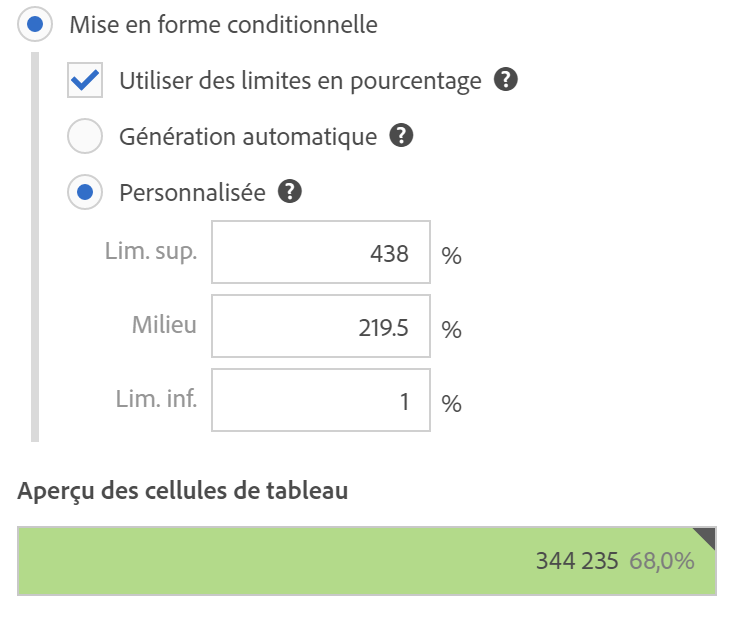 Mise en forme conditionnelle
Utiliser des limites en pourcentage ?
Génération automatique ?
Personnalisée ?
Lim. sup. 438 %
Milieu 219.5 %
Lim. inf. 1 %
Aperçu des cellules de tableau
344 235 68,0%